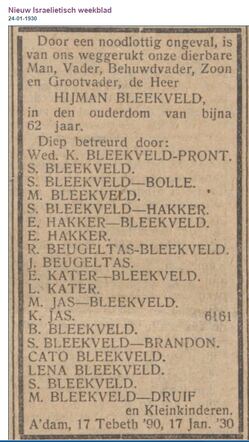 Nieuw Israelietisch weekblad
24-01-1930
Door een noodlottig ongeval, is
van ons weggerukt onze dierbare
Man, Vader, Behuwdvader, Zoon
en Grootvader, de Heer
HIJMAN BLEEKVELD,
in den ouderdom van bijna
62 jaar.
Diep betreurd door:
Wed. K. BLEEKVELD-PRONT.
S. BLEEKVELD.
S. BLEEKVELD—BOLLE.
M. BLEEKVELD.
S. BLEEKVELD—HAKKER.
E. HAKKER—BLEEKVELD.
E. HAKKER.
R. BEUGELTAS-BLEEKVELD.
J. BEUGELTAS.
E. KATER—BLEEKVELD.
L. KATER.
M. JAS—BLEEKVELD.
K. JAS. 6161
B. BLEEKVELD.
S. BLEEKVELD—BRANDON.
CATO BLEEKVELD.
LENA BLEEKVELD.
S. BLEEKVELD.
M. BLEEKVELD—DRUIF
en Kleinkinderen.
A'dam, 17 Tebeth '90, 17 Jan. '30